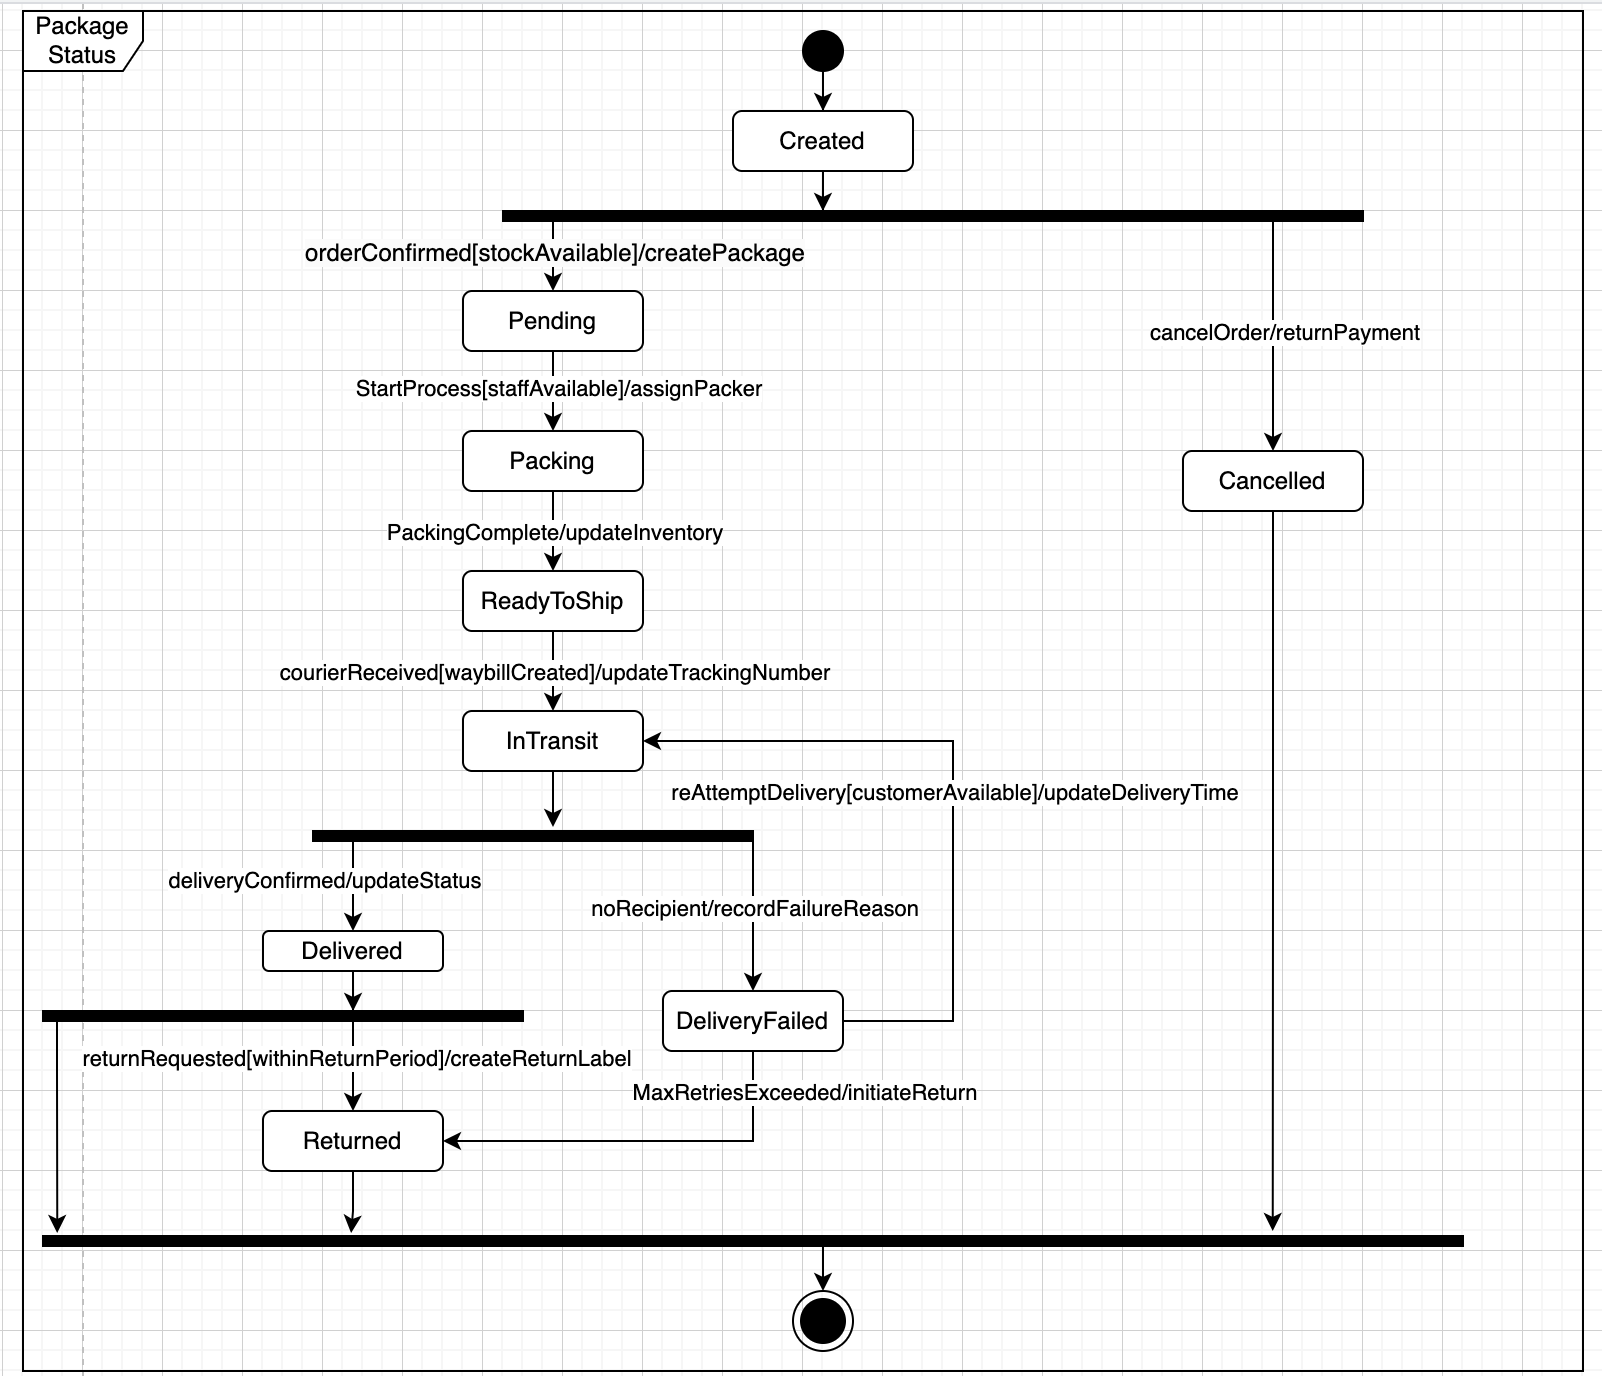 Package
Status
Created
orderConfirmed[stockAvailable]/createPackage
Pending
cancelOrder/returnPayment
StartProcess[staffAvailable]/assignPacker
Packing
Cancelled
PackingComplete/updateInventory
ReadyToShip
courierReceived[waybillCreated]/updateTrackingNumber
InTransit
reAttemptDelivery[customerAvailable]/updateDeliveryTime
deliveryConfirmed/updateStatus
noRecipient/recordFailureReason
Delivered
DeliveryFailed
returnRequested[withinReturnPeriod]/createReturnLabel
MaxRetriesExceeded/initiateReturn
Returned